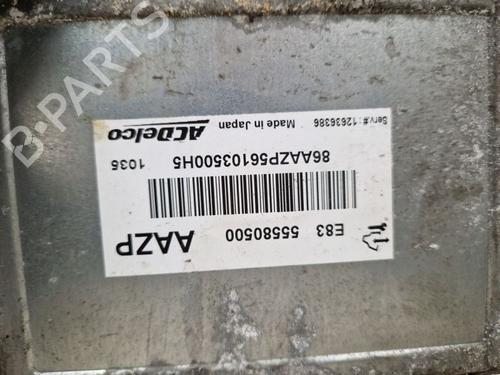 AAZP
E83 55580500
86AAZP56103500H5
1036
ACDelco
Made in Japan
Serv#:12636386
B-PARTS